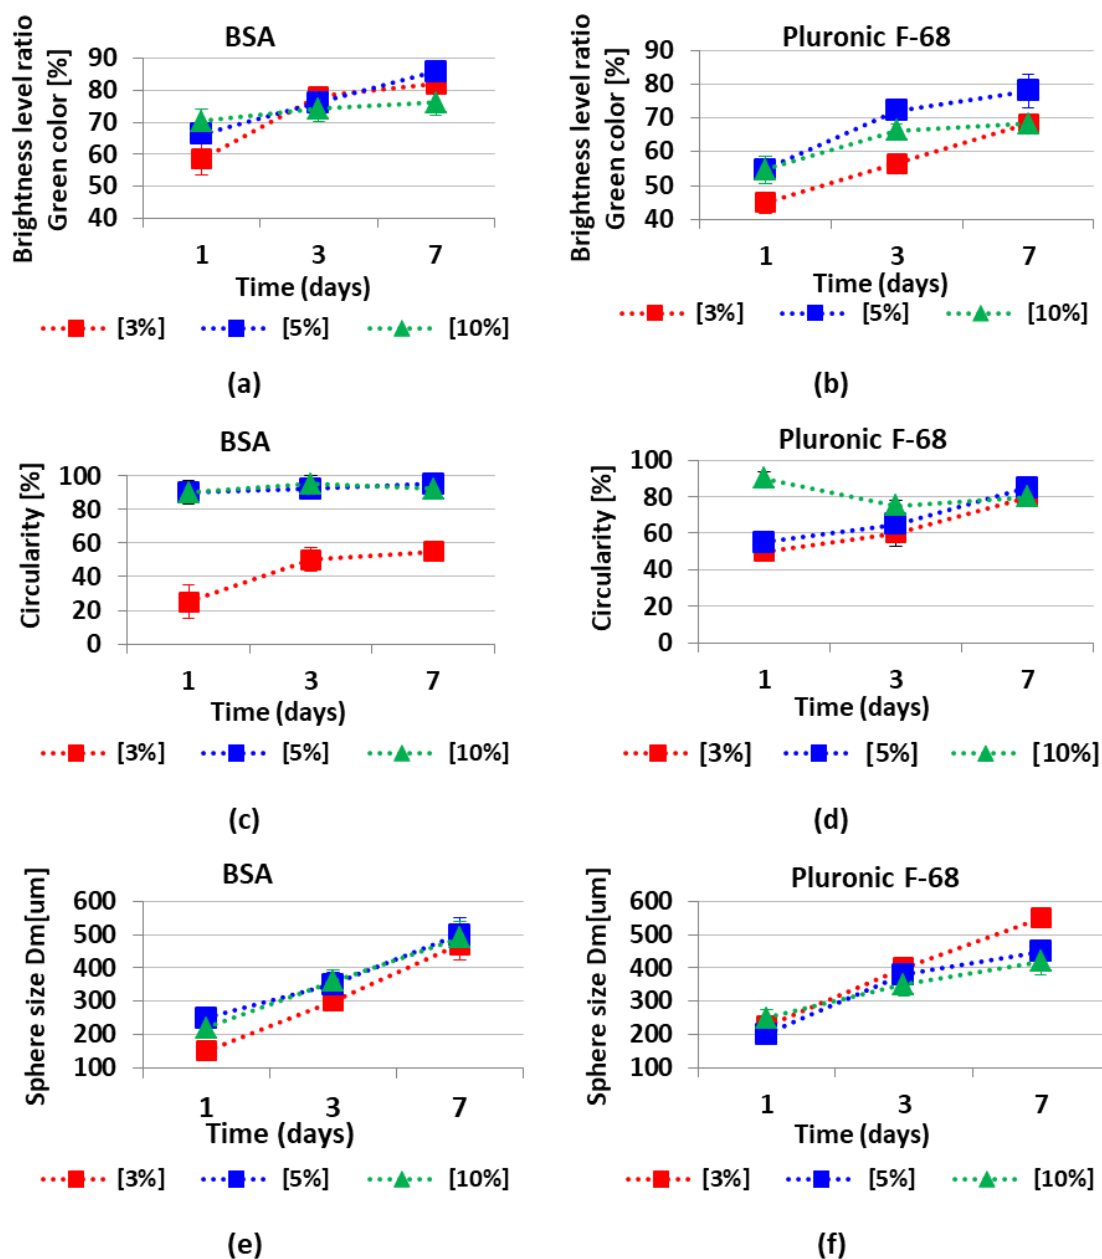 BSA
Brightness level ratio
Green color [%]
90
80
70
60
50
40
1 3 7
Time (days)
[3%] [5%] [10%]
(a)
Pluronic F-68
Brightness level ratio
Green color [%]
90
80
70
60
50
40
1 3 7
Time (days)
[3%] [5%] [10%]
(b)
BSA
Circularity [%]
100
80
60
40
20
0
1 3 7
Time (days)
[3%] [5%] [10%]
(c)
Pluronic F-68
Circularity [%]
100
80
60
40
20
0
1 3 7
Time (days)
[3%] [5%] [10%]
(d)
BSA
Sphere size Dm[um]
600
500
400
300
200
100
1 3 7
Time (days)
[3%] [5%] [10%]
(e)
Pluronic F-68
Sphere size Dm[um]
600
500
400
300
200
100
1 3 7
Time (days)
[3%] [5%] [10%]
(f)